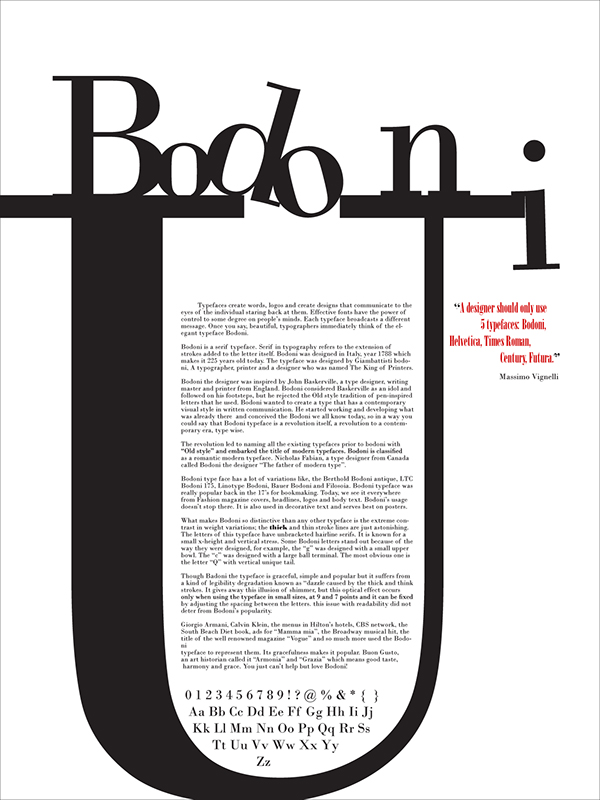 Bodoni
Typefaces create words, logos and create designs that communicate to the
eyes of the individual staring back at them. Effective fonts have the power of
control to some degree on people's minds. Each typeface broadcasts a different
message. Once you say, beautiful, typographers immediately think of the el-
egant typeface Bodoni.
Bodoni is a serif typeface. Serif in typography refers to the extension of
strokes added to the letter itself. Bodoni was designed in Italy, year 1788 which
makes it 225 years old today. The typeface was designed by Giambattisti bodo-
ni, A typographer, printer and a designer who was named The King of Printers.
Bodoni the designer was inspired by John Baskerville, a type designer, writing
master and printer from England. Bodoni considered Baskerville as an idol and
followed on his footsteps, but he rejected the Old style tradition of pen-inspired
letters that he used. Bodoni wanted to create a type that has a contemporary
visual style in written communication. He started working and developing what
was already there and conceived the Bodoni we all know today, so in a way you
could say that Bodoni typeface is a revolution itself, a revolution to a contem-
porary era, type wise.
The revolution led to naming all the existing typefaces prior to bodoni with
“Old style” and embarked the title of modern typefaces. Bodoni is classified
as a romantic modern typeface. Nicholas Fabian, a type designer from Canada
called Bodoni the designer “The father of modern type”.
Bodoni type face has a lot of variations like, the Berthold Bodoni antique, LTC
Bodoni 175, Linotype Bodoni, Bauer Bodoni and Filosoia. Bodoni typeface was
really popular back in the 17's for bookmaking. Today, we see it everywhere
from Fashion magazine covers, headlines, logos and body text. Bodoni's usage
doesn't stop there. It is also used in decorative text and serves best on posters.
What makes Bodoni so distinctive than any other typeface is the extreme con-
trast in weight variations; the thick and thin stroke lines are just astonishing.
The letters of this typeface have unbracketed hairline serifs. It is known for a
small x-height and vertical stress. Some Bodoni letters stand out because of the
way they were designed, for example, the “g” was designed with a small upper
bowl. The “c” was designed with a large ball terminal. The most obvious one is
the letter “Q” with vertical unique tail.
Though Badoni the typeface is graceful, simple and popular but it suffers from
a kind of legibility degradation known as “dazzle caused by the thick and think
strokes. It gives away this illusion of shimmer, but this optical effect occurs
only when using the typeface in small sizes, at 9 and 7 points and it can be fixed
by adjusting the spacing between the letters. this issue with readability did not
deter from Bodoni's popularity.
Giorgio Armani, Calvin Klein, the menus in Hilton's hotels, CBS network, the
South Beach Diet book, ads for “Mamma mia”, the Broadway musical hit, the
title of the well renowned magazine “Vogue” and so much more used the Bodo-
ni
typeface to represent them. Its gracefulness makes it popular. Buon Gusto,
an art historian called it “Armonia” and “Grazia” which means good taste,
harmony and grace. You just can't help but love Bodoni!
0 1 2 3 4 5 6 7 8 9 ! ? @ % & * { }
Aa Bb Cc Dd Ee Ff Gg Hh Ii Jj
Kk Ll Mm Nn Oo Pp Qq Rr Ss
Tt Uu Vv Ww Xx Yy
Zz
“A designer should only use
5 typefaces: Bodoni,
Helvetica, Times Roman,
Century, Futura.”
Massimo Vignelli